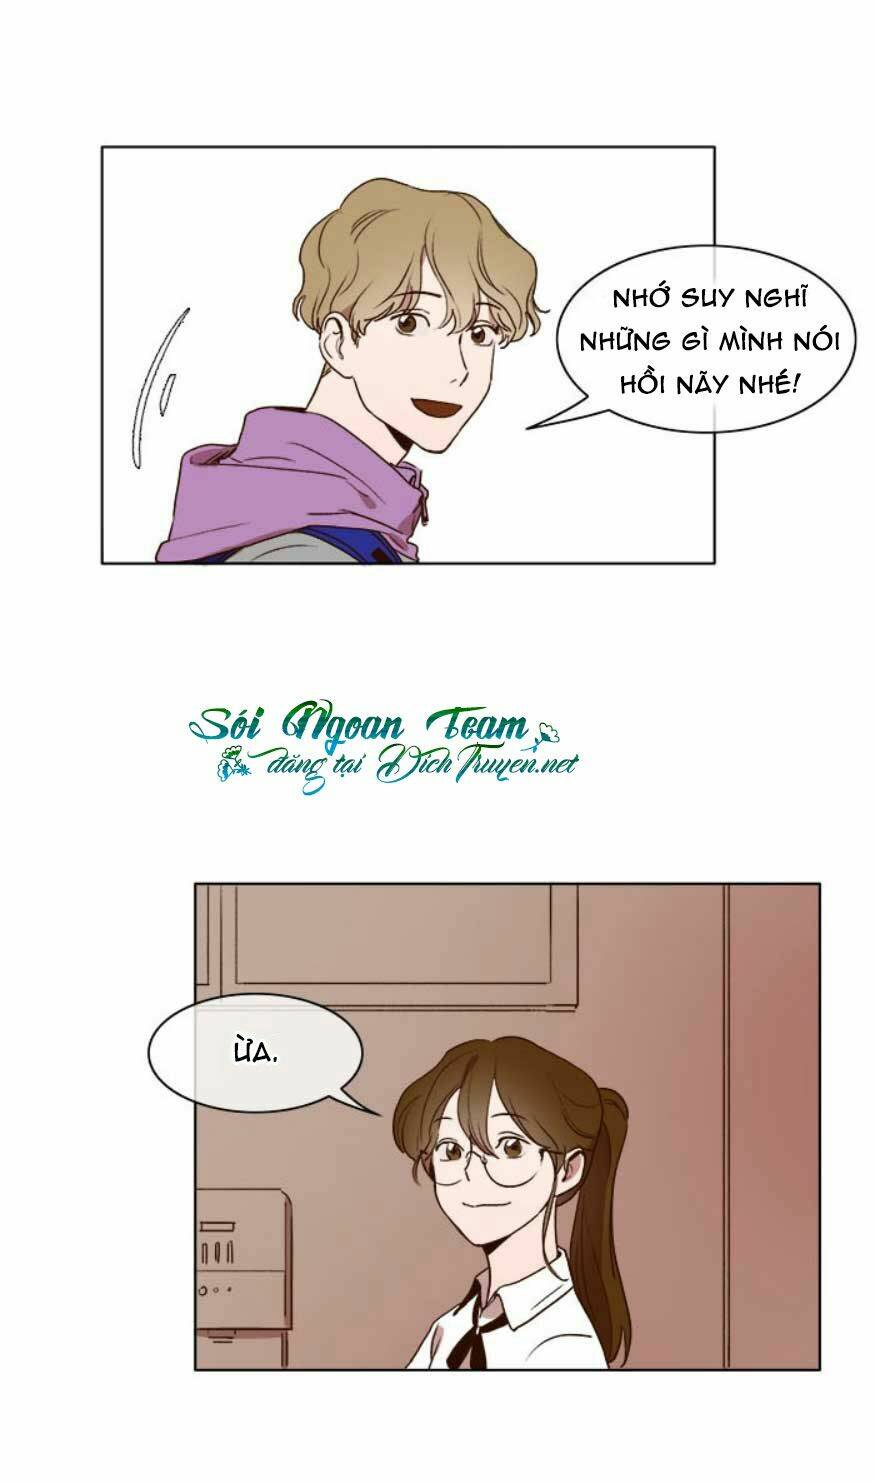 NHỚ SUY NGHĨ
NHỮNG GÌ MÌNH NÓI
HỒI NÃY NHÉ!
Sói Ngoan Team
đăng tại DichTruyen.net
ỪA.